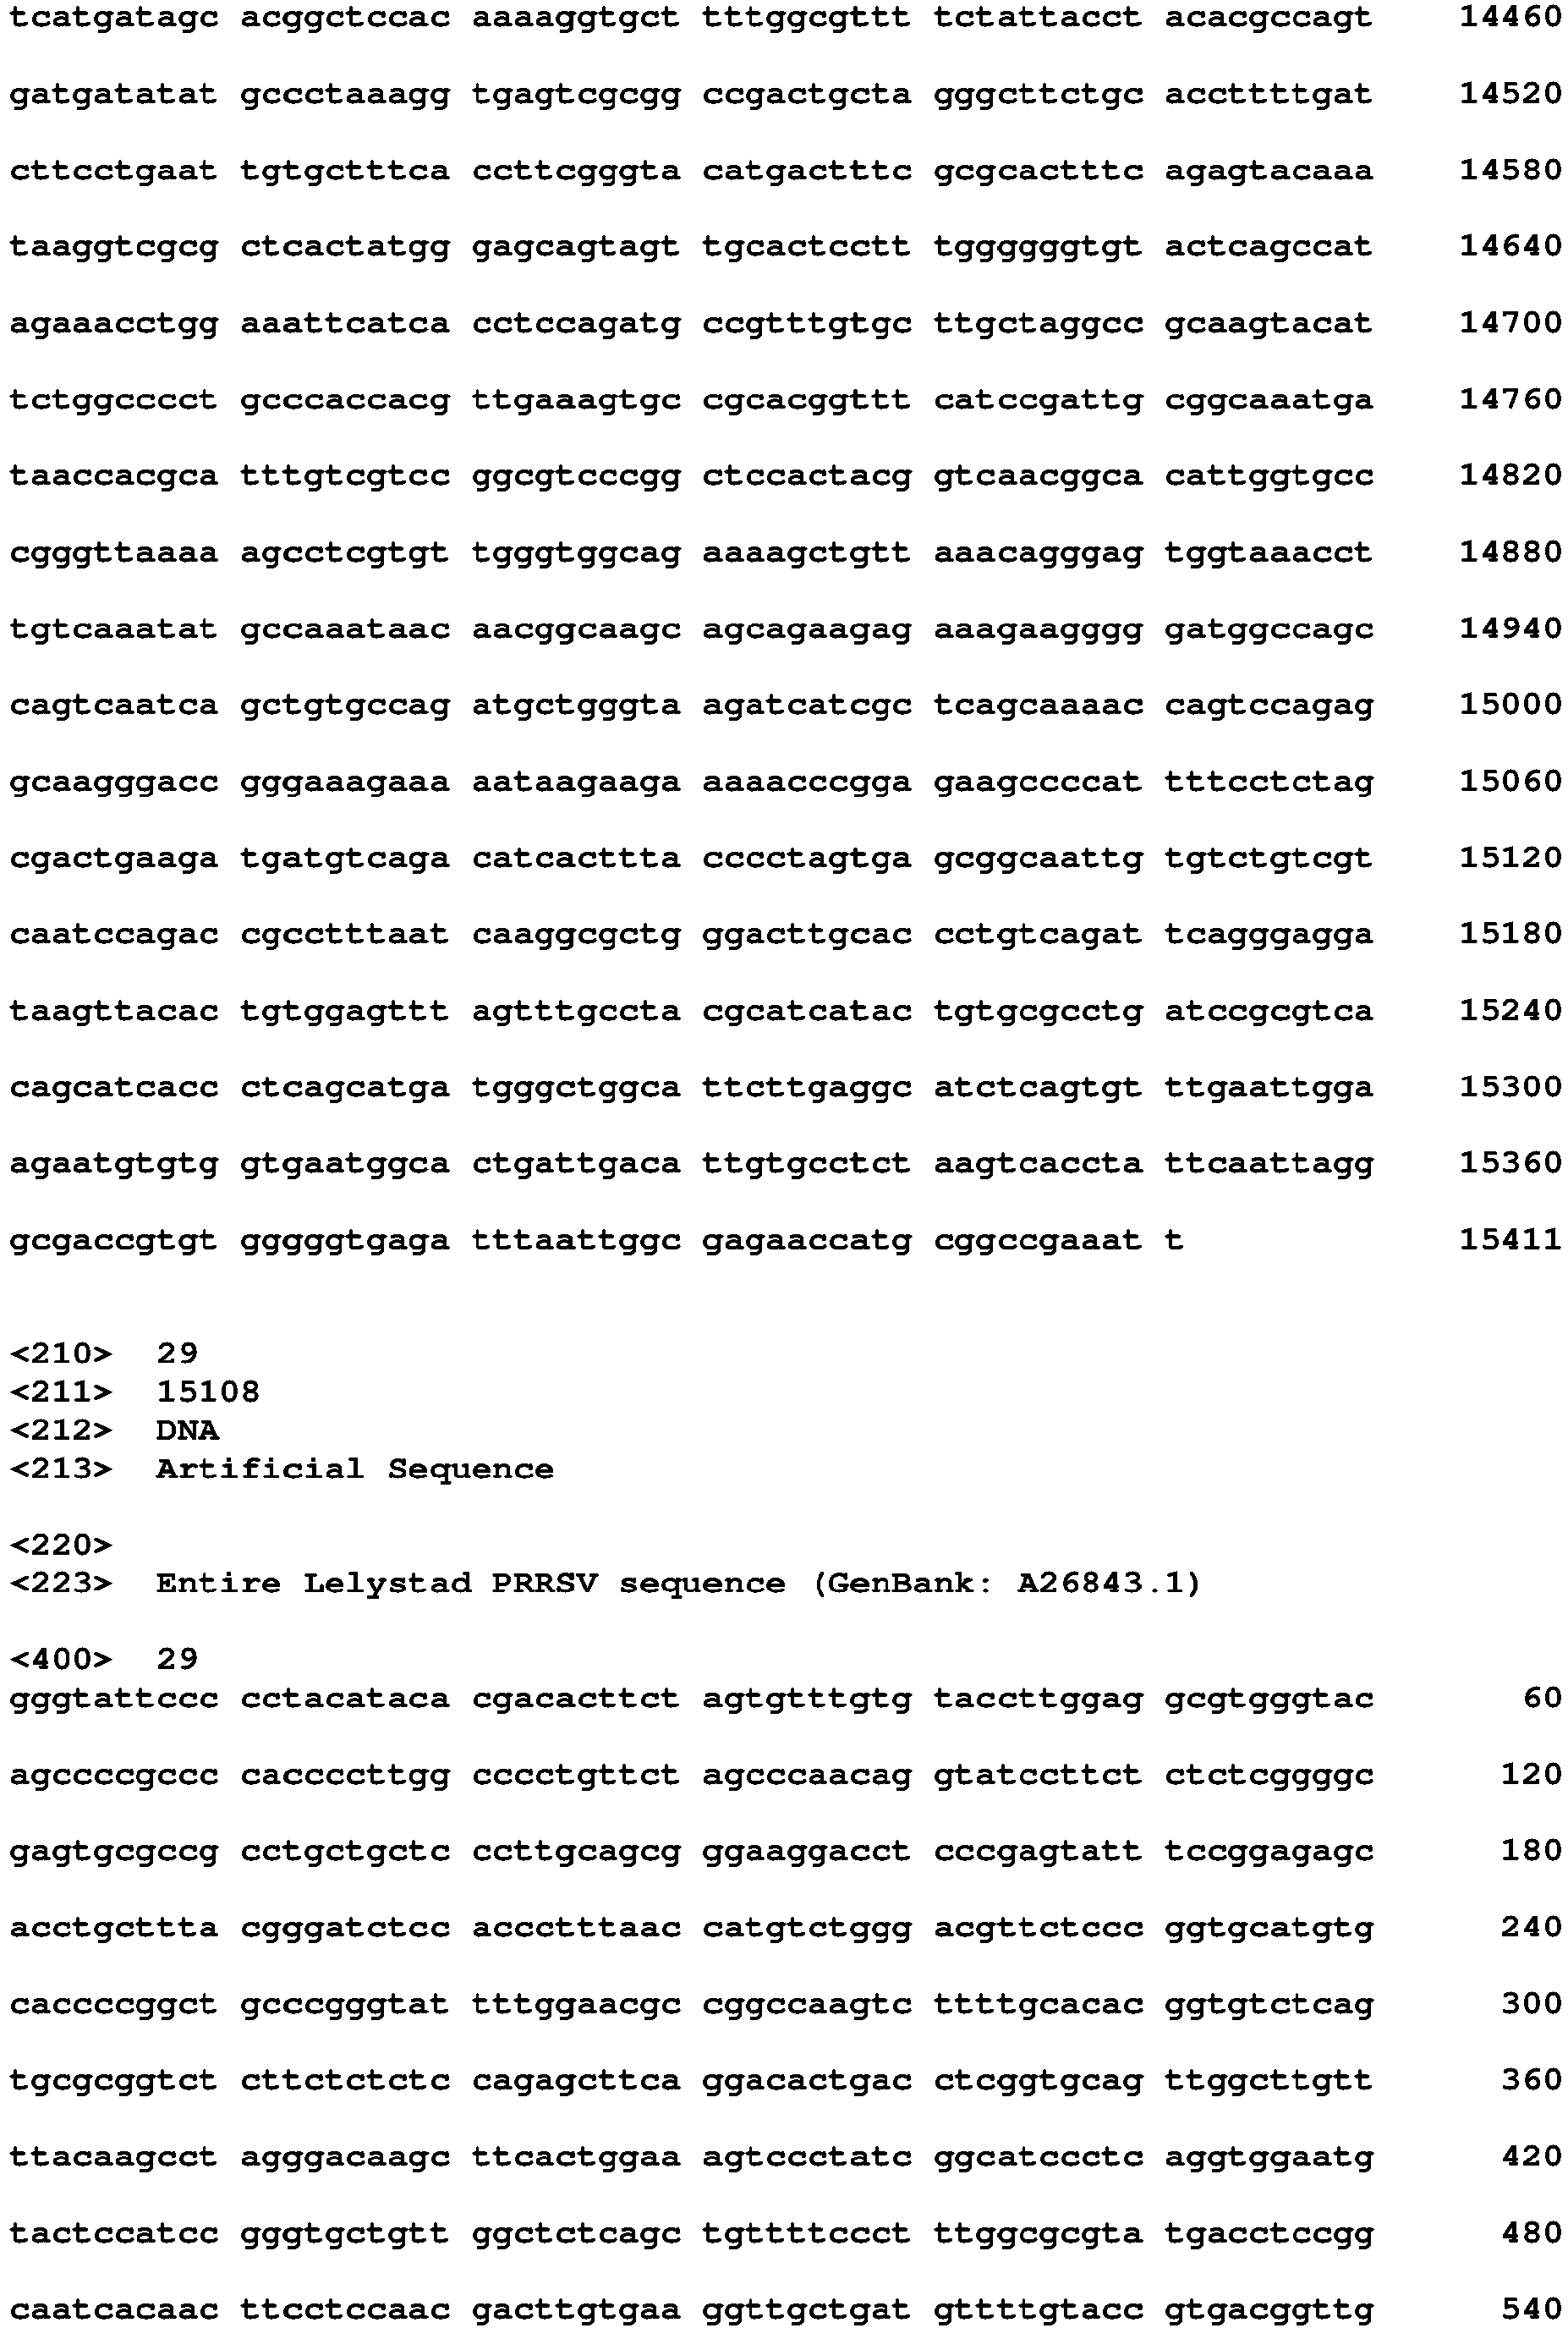 tcatgatagc acggctccac aaaaggtgct tttggcgttt tctattacct acacgccagt 14460
gatgatatat gccctaaagg tgagtcgcgg ccgactgcta gggcttctgc accttttgat 14520
cttcctgaat tgtgctttca ccttcgggta catgactttc gcgcactttc agagtacaaa 14580
taaggtcgcg ctcactatgg gagcagtagt tgcactcctt tggggggtgt actcagccat 14640
agaaacctgg aaattcatca cctccagatg ccgtttgtgc ttgctaggcc gcaagtacat 14700
tctggcccct gcccaccacg ttgaaagtgc cgcacggttt catccgattg cggcaaatga 14760
taaccacgca tttgtcgtcc ggcgtcccgg ctccactacg gtcaacggca cattggtgcc 14820
cgggttaaaa agcctcgtgt tgggtggcag aaaagctgtt aaacagggag tggtaaacct 14880
tgtcaaatat gccaaataac aacggcaagc agcagaagag aaagaagggg gatggccagc 14940
cagtcaatca gctgtgccag atgctgggta agatcatcgc tcagcaaaac cagtccagag 15000
gcaagggacc gggaaagaaa aataagaaga aaaacccgga gaagccccat tttcctctag 15060
cgactgaaga tgatgtcaga catcacttta cccctagtga gcggcaattg tgtctgtcgt 15120
caatccagac cgcctttaat caaggcgctg ggacttgcac cctgtcagat tcagggagga 15180
taagttacac tgtggagttt agtttgccta cgcatcatac tgtgcgcctg atccgcgtca 15240
cagcatcacc ctcagcatga tgggctggca ttcttgaggc atctcagtgt ttgaattgga 15300
agaatgtgtg gtgaatggca ctgattgaca ttgtgcctct aagtcaccta ttcaattagg 15360
gcgaccgtgt gggggtgaga tttaattggc gagaaccatg cggccgaaat t 15411
<210> 29
<211> 15108
<212> DNA
<213> Artificial Sequence
<220>
<223> Entire Lelystad PRRSV sequence (GenBank: A26843.1)
<400> 29
gggtattccc cctacataca cgacacttct agtgtttgtg taccttggag gcgtgggtac 60
agccccgccc caccccttgg cccctgttct agcccaacag gtatccttct ctctcggggc 120
gagtgcgccg cctgctgctc ccttgcagcg ggaaggacct cccgagtatt tccggagagc 180
acctgcttta cgggatctcc accctttaac catgtctggg acgttctccc ggtgcatgtg 240
caccccggct gcccgggtat tttggaacgc cggccaagtc ttttgcacac ggtgtctcag 300
tgcgcggtct cttctctctc cagagcttca ggacactgac ctcggtgcag ttggcttgtt 360
ttacaagcct agggacaagc ttcactggaa agtccctatc ggcatccctc aggtggaatg 420
tactccatcc gggtgctgtt ggctctcagc tgttttccct ttggcgcgta tgacctccgg 480
caatcacaac ttcctccaac gacttgtgaa ggttgctgat gttttgtacc gtgacggttg 540